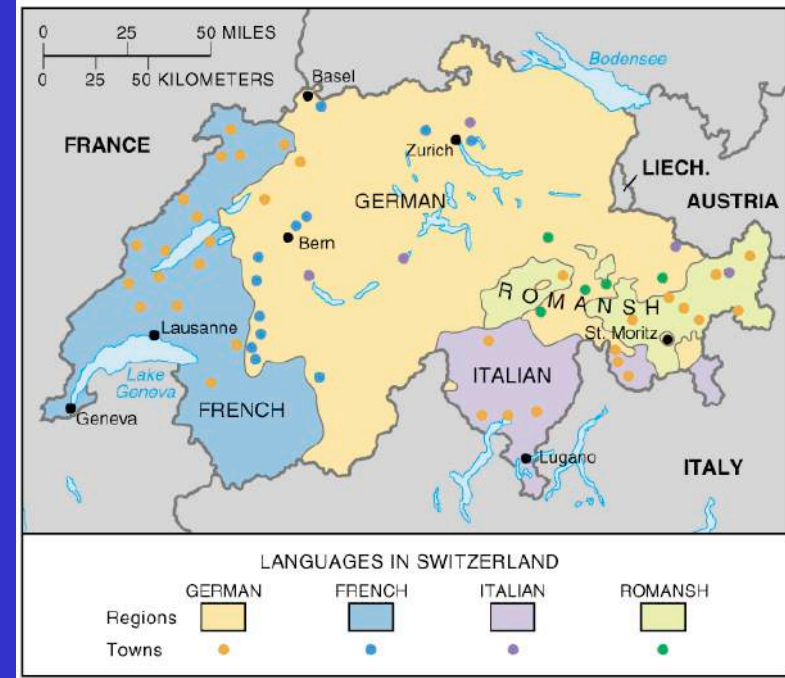 0 25 50 MILES
0 25 50 KILOMETERS
Basel
Bodensee
FRANCE
Zurich
LIECH.
GERMAN
AUSTRIA
Bern
ROMANSH
Lausanne
St. Moritz
Lake
Geneva
ITALIAN
Geneva
FRENCH
Lugano
ITALY
LANGUAGES IN SWITZERLAND
GERMAN FRENCH ITALIAN ROMANSH
Regions
Towns